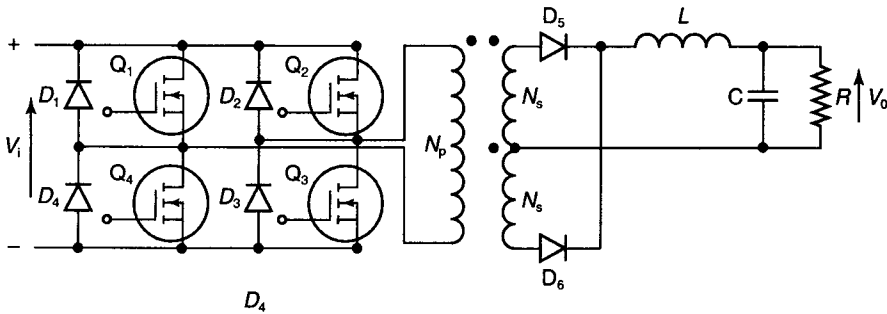 D₅
L
+
Q₁
Q₂
D₁
D₂
Nₛ
C
R
V₀
Vᵢ
Nₚ
Q₄
Q₃
D₄
D₃
Nₛ
−
D₆
D₄